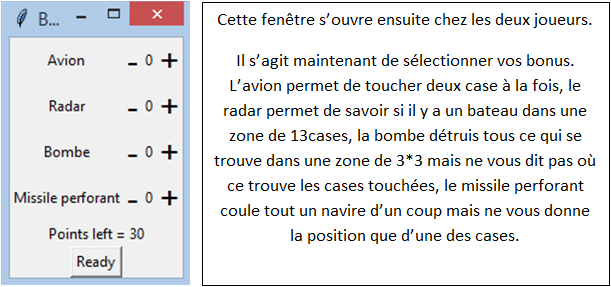 B...
Avion - 0 +
Radar - 0 +
Bombe - 0 +
Missile perforant - 0 +
Points left = 30
Ready
Cette fenêtre s’ouvre ensuite chez les deux joueurs.
Il s’agit maintenant de sélectionner vos bonus.
L’avion permet de toucher deux case à la fois, le
radar permet de savoir si il y a un bateau dans une
zone de 13cases, la bombe détruis tous ce qui se
trouve dans une zone de 3*3 mais ne vous dit pas où
ce trouve les cases touchées, le missile perforant
coule tout un navire d’un coup mais ne vous donne
la position que d’une des cases.